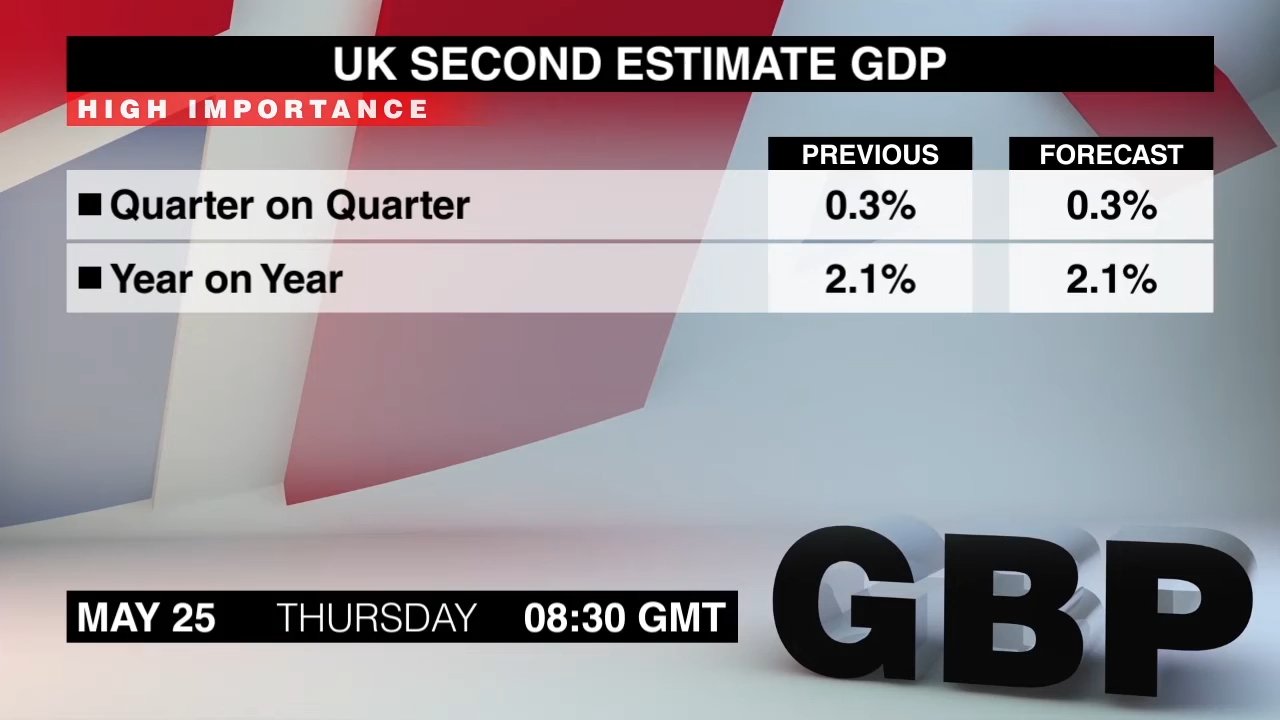 UK SECOND ESTIMATE GDP
HIGH IMPORTANCE
PREVIOUS FORECAST
Quarter on Quarter 0.3% 0.3%
Year on Year 2.1% 2.1%
MAY 25 THURSDAY 08:30 GMT
GBP